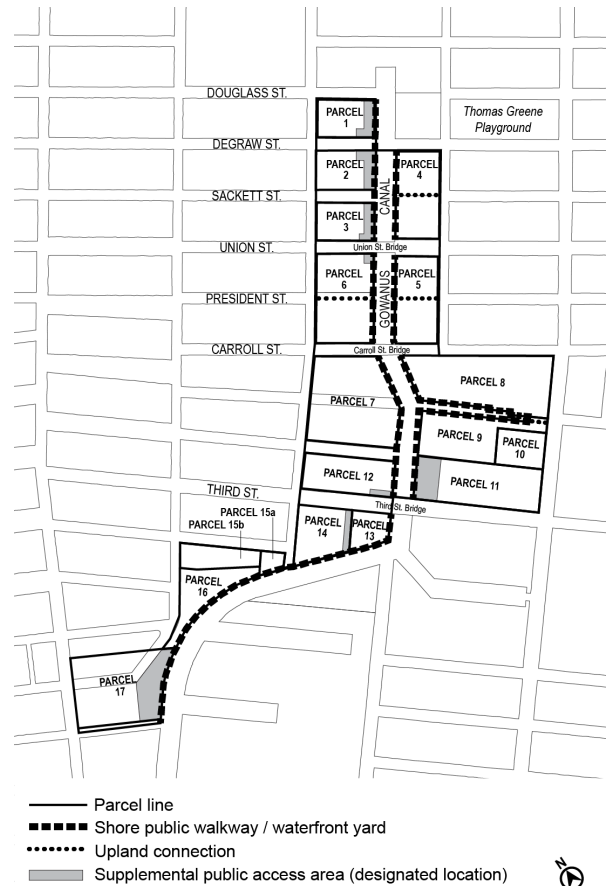 DOUGLASS ST.
PARCEL
1
Thomas Greene
Playground
DEGRAW ST.
PARCEL
2
PARCEL
4
SACKETT ST.
CANAL
PARCEL
3
UNION ST.
Union St. Bridge
PARCEL
6
PARCEL
5
GOWANUS
PRESIDENT ST.
CARROLL ST.
Carroll St. Bridge
PARCEL 8
PARCEL 7
PARCEL 9
PARCEL
10
PARCEL 12
PARCEL 11
THIRD ST.
Third St. Bridge
PARCEL 15a
PARCEL 15b
PARCEL
14
PARCEL
13
PARCEL
16
PARCEL
17
Parcel line
Shore public walkway / waterfront yard
Upland connection
Supplemental public access area (designated location)
N